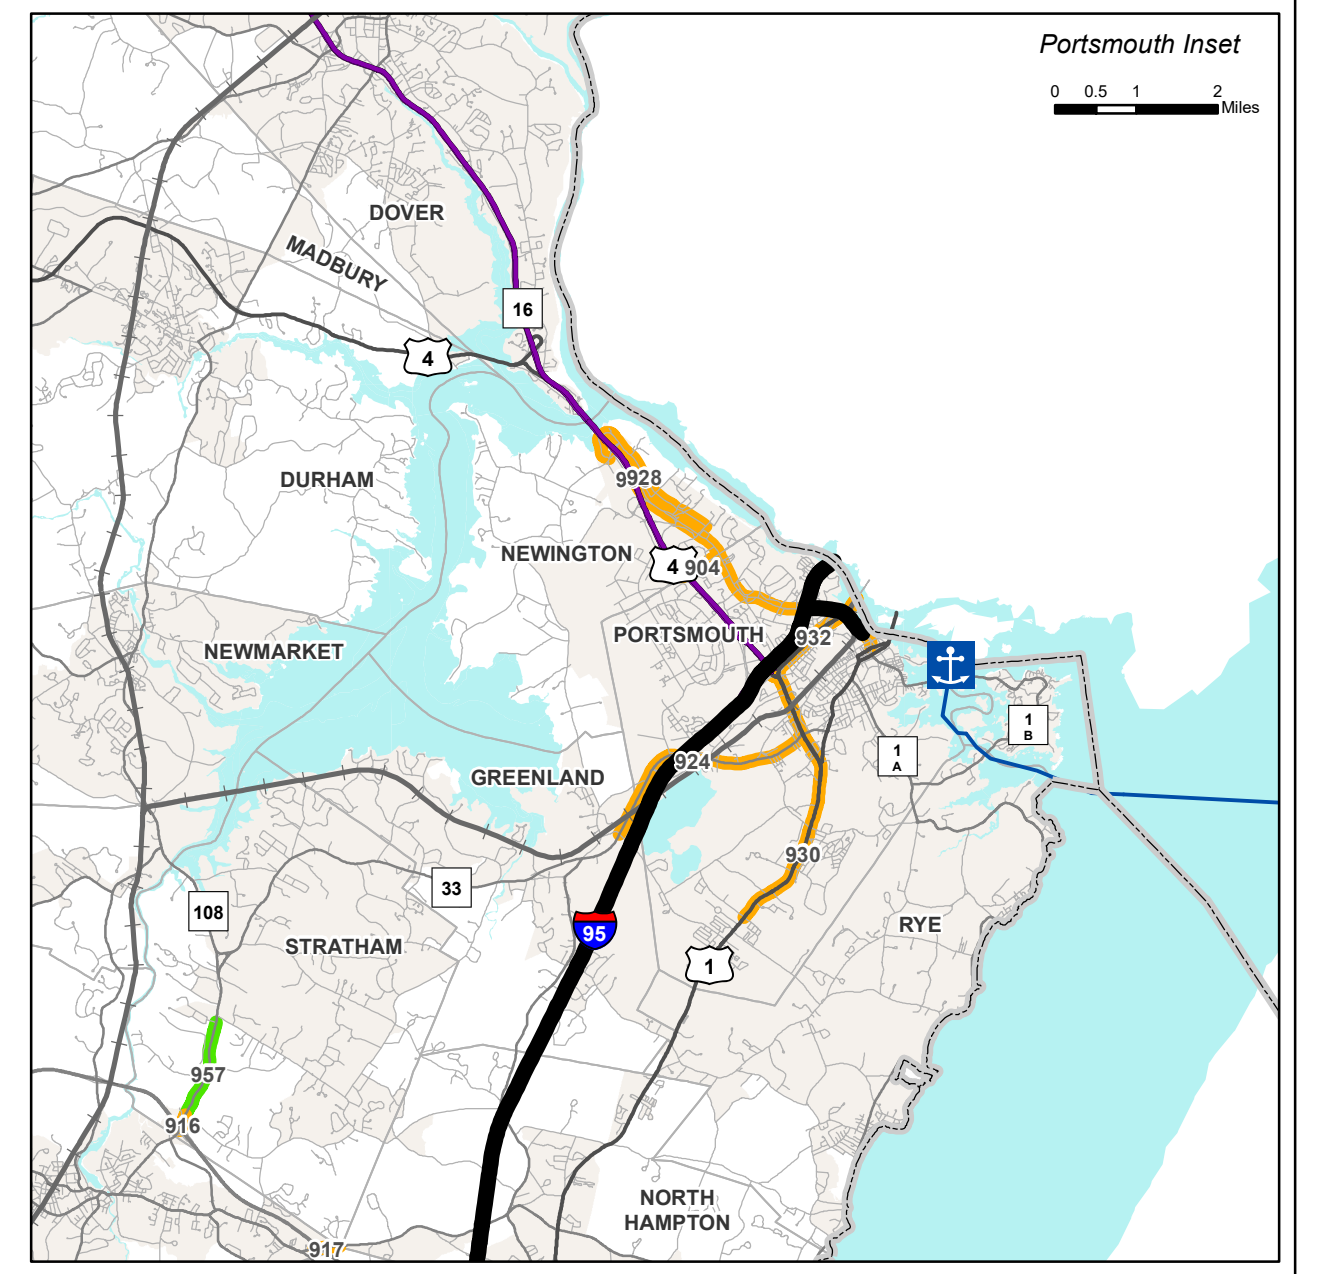 Portsmouth Inset
0 0.5 1 2
Miles
DOVER
MADBURY
16
4
DURHAM
9928
NEWINGTON
4 904
PORTSMOUTH
932
NEWMARKET
1
B
1
A
924
GREENLAND
930
33
108
95
RYE
STRATHAM
1
957
916
NORTH
HAMPTON
917